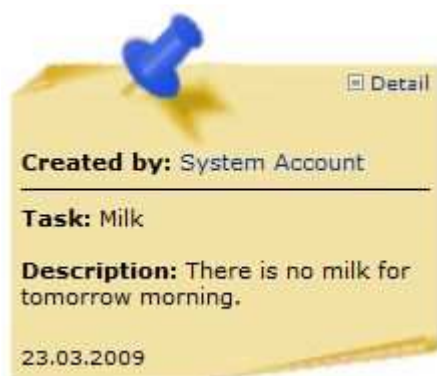 Detail
Created by: System Account
Task: Milk
Description: There is no milk for
tomorrow morning.
23.03.2009